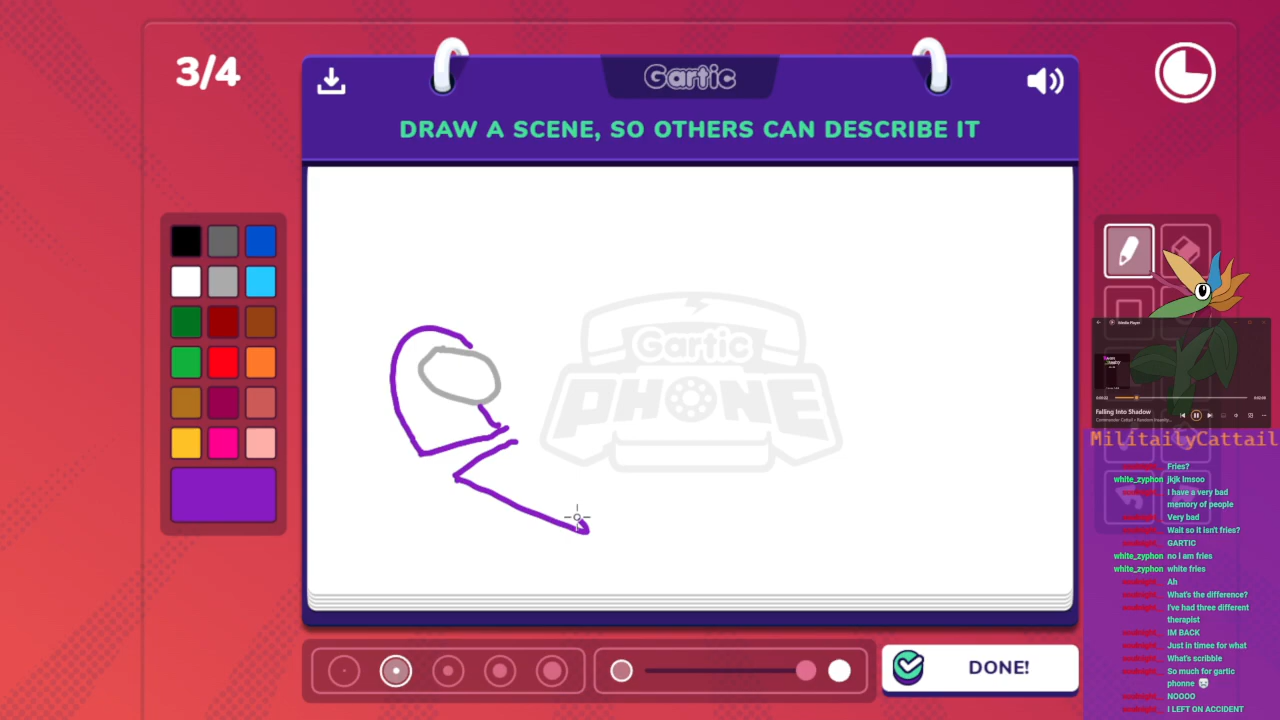 3/4
Gartic
DRAW A SCENE, SO OTHERS CAN DESCRIBE IT
Gartic
PHONE
Media Player
Falling Into Shadow
MilitailyCattail
Fries?
white_zyphon jkjk lmsoo
I have a very bad
memory of people
Very bad
Wait so it isn't fries?
GARTIC
white_zyphon no i am fries
white_zyphon white fries
Ah
What's the difference?
I've had three different
therapist
IM BACK
Just in timee for what
What's scribble
So much for gartic
phonne
NOOOO
I LEFT ON ACCIDENT
DONE!